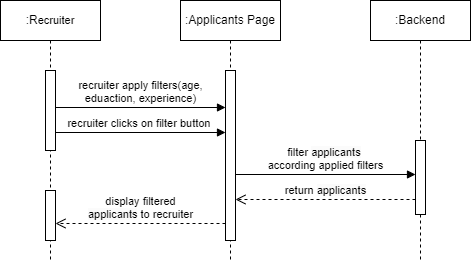 :Recruiter
:Applicants Page
:Backend
recruiter apply filters(age,
eduaction, experience)
recruiter clicks on filter button
filter applicants
according applied filters
return applicants
display filtered
applicants to recruiter